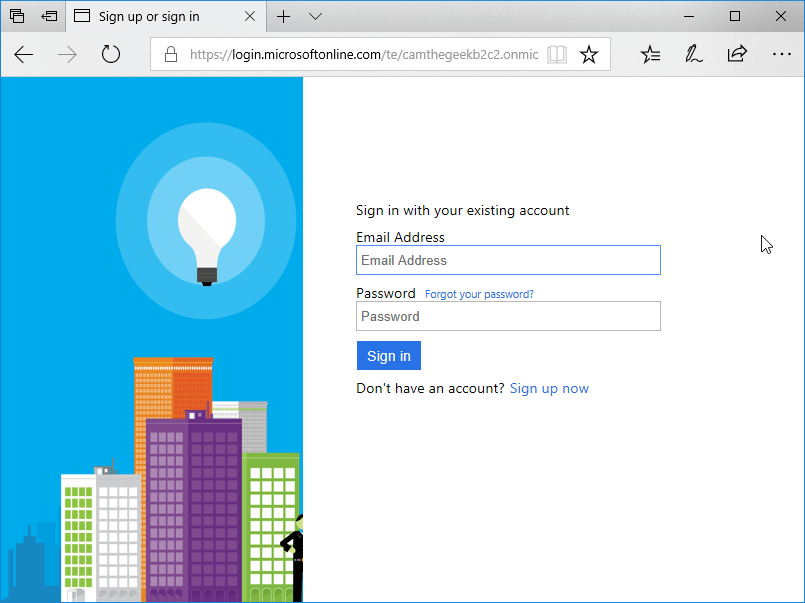 Sign up or sign in
https://login.microsoftonline.com/te/camthegeekb2c2.onmic
Sign in with your existing account
Email Address
Email Address
Password Forgot your password?
Password
Sign in
Don't have an account? Sign up now